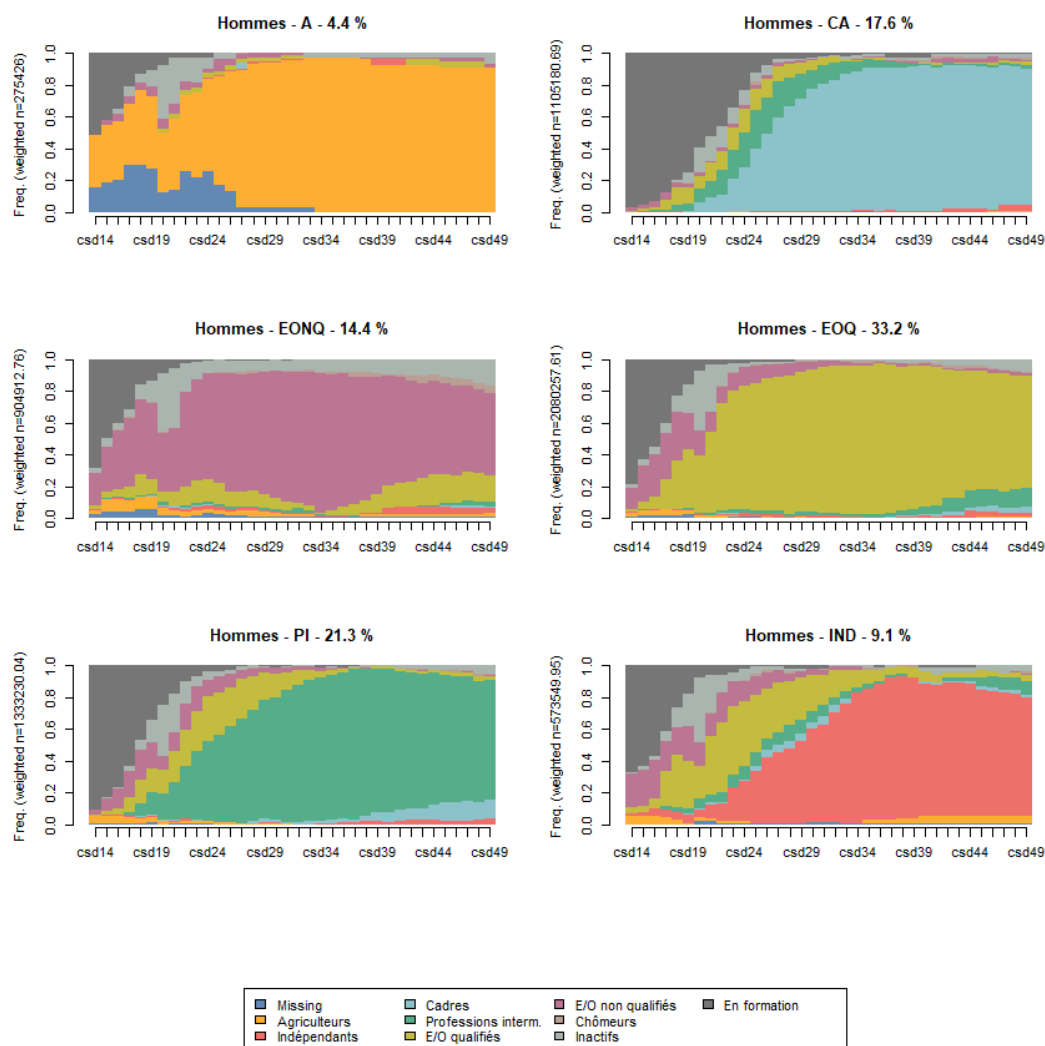 Hommes - A - 4.4 %
Freq. (weighted n=275426)
0.0 0.2 0.4 0.6 0.8 1.0
csd14 csd19 csd24 csd29 csd34 csd39 csd44 csd49
Hommes - CA - 17.6 %
Freq. (weighted n=1105180.69)
0.0 0.2 0.4 0.6 0.8 1.0
csd14 csd19 csd24 csd29 csd34 csd39 csd44 csd49
Hommes - EONQ - 14.4 %
Freq. (weighted n=904912.76)
0.0 0.2 0.4 0.6 0.8 1.0
csd14 csd19 csd24 csd29 csd34 csd39 csd44 csd49
Hommes - EOQ - 33.2 %
Freq. (weighted n=2080257.61)
0.0 0.2 0.4 0.6 0.8 1.0
csd14 csd19 csd24 csd29 csd34 csd39 csd44 csd49
Hommes - PI - 21.3 %
Freq. (weighted n=1333230.04)
0.0 0.2 0.4 0.6 0.8 1.0
csd14 csd19 csd24 csd29 csd34 csd39 csd44 csd49
Hommes - IND - 9.1 %
Freq. (weighted n=573549.95)
0.0 0.2 0.4 0.6 0.8 1.0
csd14 csd19 csd24 csd29 csd34 csd39 csd44 csd49
Missing
Agriculteurs
Indépendants
Cadres
Professions interm.
E/O qualifiés
E/O non qualifiés
Chômeurs
Inactifs
En formation